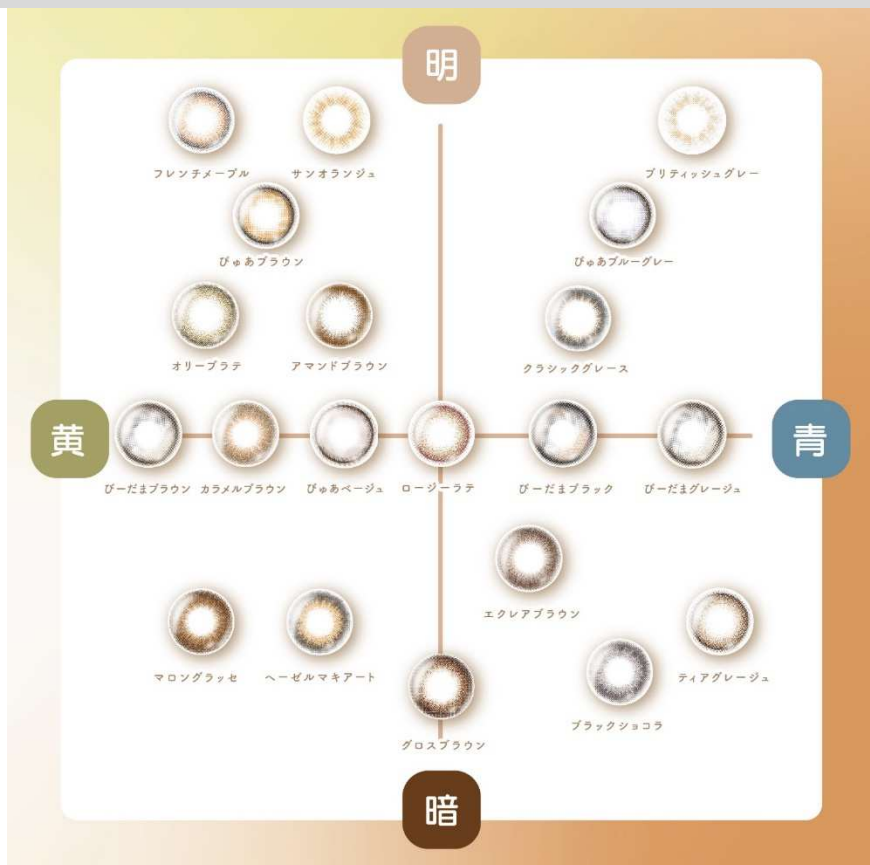 明
フレンチメープル
サンオランジュ
ブリティッシュグレー
ぴゅあブラウン
ぴゅあブルーグレー
オリーブラテ
アマンドブラウン
クラシックグレース
黄
青
びーだまブラウン
カラメルブラウン
ぴゅあベージュ
ロージーラテ
びーだまブラック
びーだまグレージュ
エクレアブラウン
マロングラッセ
ヘーゼルマキアート
ティアグレージュ
ブラックショコラ
グロスブラウン
暗